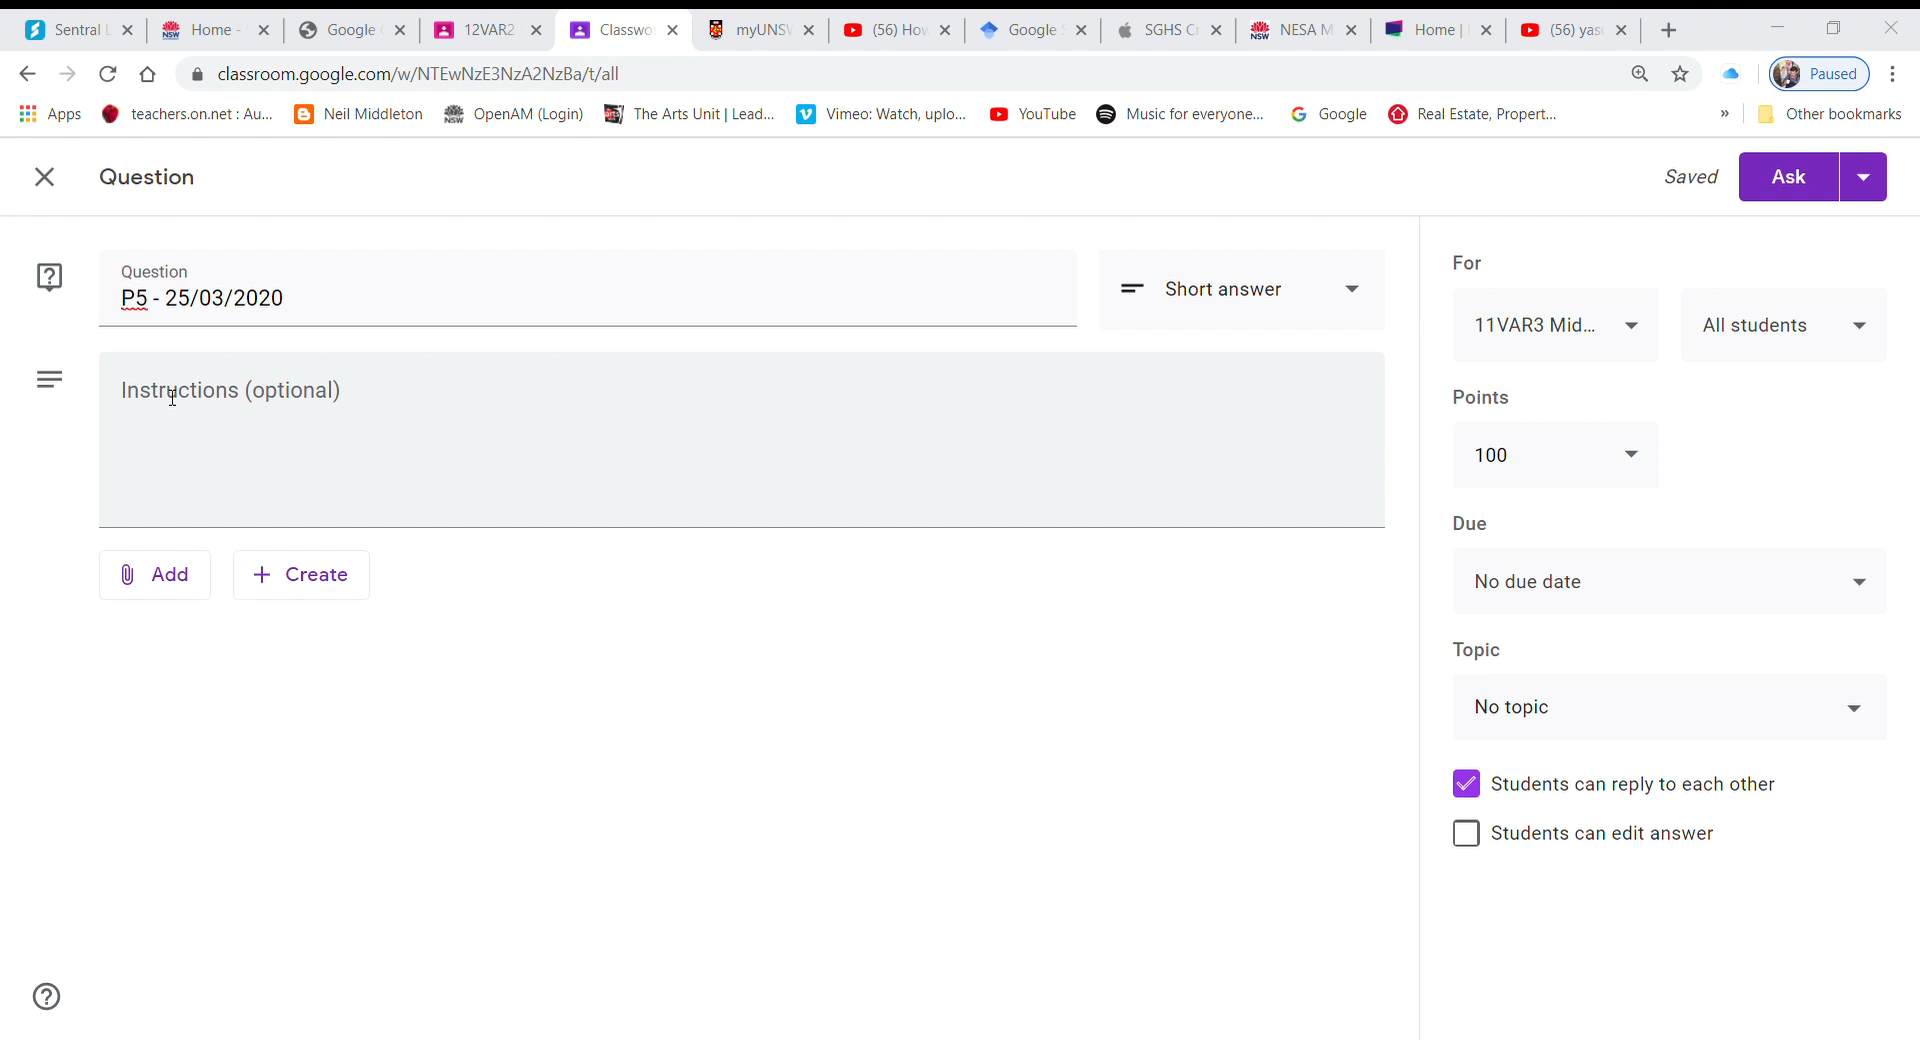 Sentral L
Home -
Google C
12VAR2
Classwo
myUNSV
(56) Hov
Google S
SGHS Cr
NESA M
Home |
(56) yas
classroom.google.com/w/NTEwNzE3NzA2NzBa/t/all
Paused
Apps
teachers.on.net : Au...
Neil Middleton
OpenAM (Login)
The Arts Unit | Lead...
Vimeo: Watch, uplo...
YouTube
Music for everyone...
Google
Real Estate, Propert...
»
Other bookmarks
Question
Saved
Ask
Question
P5 - 25/03/2020
Short answer
Instructions (optional)
Add
Create
For
11VAR3 Mid...
All students
Points
100
Due
No due date
Topic
No topic
Students can reply to each other
Students can edit answer